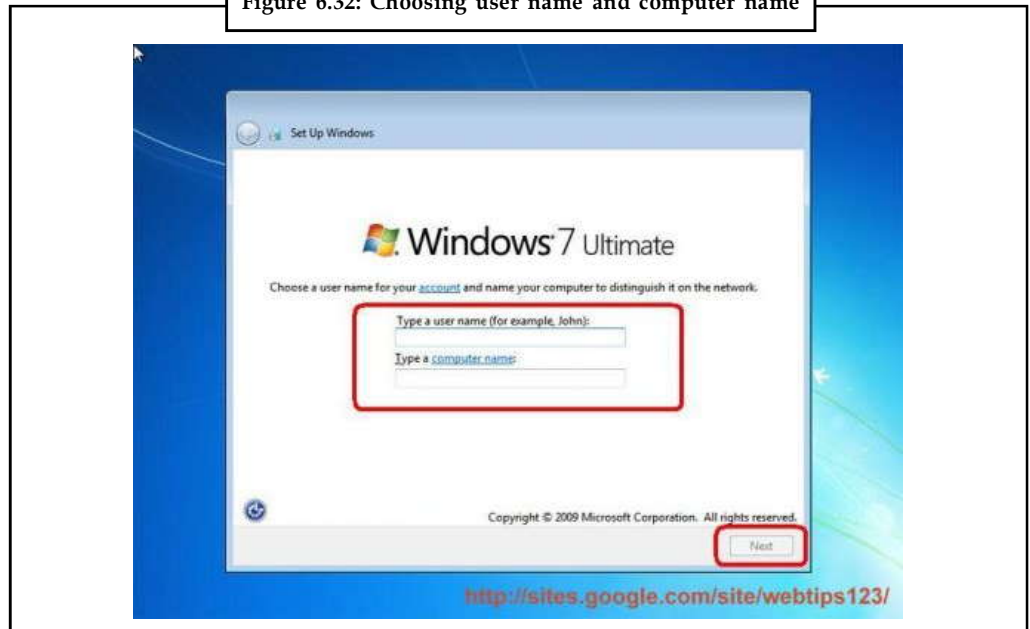 Figure 6.32: Choosing user name and computer name
Set Up Windows
Windows 7 Ultimate
Choose a user name for your account and name your computer to distinguish it on the network.
Type a user name (for example, John):
Type a computer name:
Copyright © 2009 Microsoft Corporation. All rights reserved.
Next
http://sites.google.com/site/webtips123/